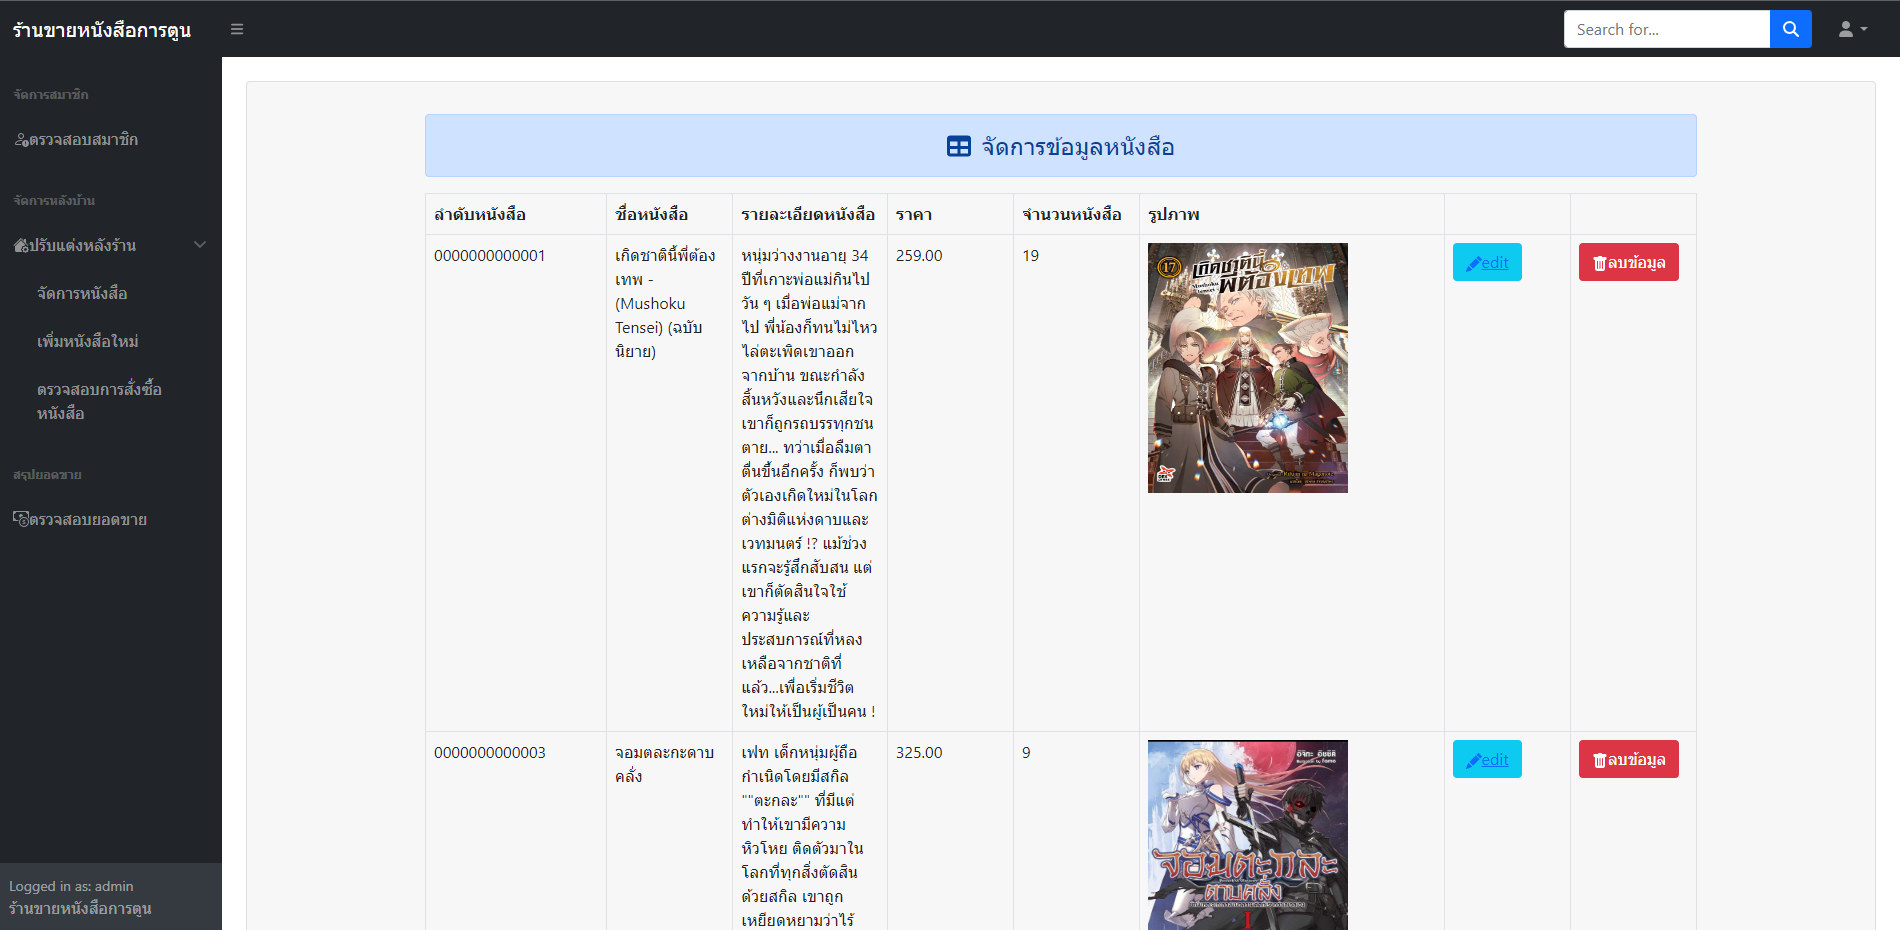 ร้านขายหนังสือการตูน
Search for...
จัดการสมาชิก
ตรวจสอบสมาชิก
จัดการหลังบ้าน
ปรับแต่งหลังร้าน
จัดการหนังสือ
เพิ่มหนังสือใหม่
ตรวจสอบการสั่งซื้อ
หนังสือ
สรุปยอดขาย
ตรวจสอบยอดขาย
Logged in as: admin
ร้านขายหนังสือการตูน
จัดการข้อมูลหนังสือ
ลำดับหนังสือ
ชื่อหนังสือ
รายละเอียดหนังสือ
ราคา
จำนวนหนังสือ
รูปภาพ
0000000000001
เกิดชาตินี้พี่ต้อง
เทพ -
(Mushoku
Tensei) (ฉบับ
นิยาย)
หนุ่มว่างงานอายุ 34
ปีที่เกาะพ่อแม่กินไป
วัน ๆ เมื่อพ่อแม่จาก
ไป พี่น้องก็ทนไม่ไหว
ไล่ตะเพิดเขาออก
จากบ้าน ขณะกำลัง
สิ้นหวังและนึกเสียใจ
เขาก็ถูกรถบรรทุกชน
ตาย... ทว่าเมื่อลืมตา
ตื่นขึ้นอีกครั้ง ก็พบว่า
ตัวเองเกิดใหม่ในโลก
ต่างมิติแห่งดาบและ
เวทมนตร์ !? แม้ช่วง
แรกจะรู้สึกสับสน แต่
เขาก็ตัดสินใจใช้
ความรู้และ
ประสบการณ์ที่หลง
เหลือจากชาติที่
แล้ว...เพื่อเริ่มชีวิต
ใหม่ให้เป็นผู้เป็นคน !
259.00
19
17
เกิดชาตินี้
พี่ต้องเทพ
Mushoku
Tensei
edit
ลบข้อมูล
0000000000003
จอมตละกะดาบ
คลั่ง
เฟท เด็กหนุ่มผู้ถือ
กำเนิดโดยมีสกิล
""ตะกละ"" ที่มีแต่
ทำให้เขามีความ
หิวโหย ติดตัวมาใน
โลกที่ทุกสิ่งตัดสิน
ด้วยสกิล เขาถูก
เหยียดหยามว่าไร้
325.00
9
อิจิกะ อิชชิกิ
จอมตะกละ
ดาบคลั่ง
I
edit
ลบข้อมูล